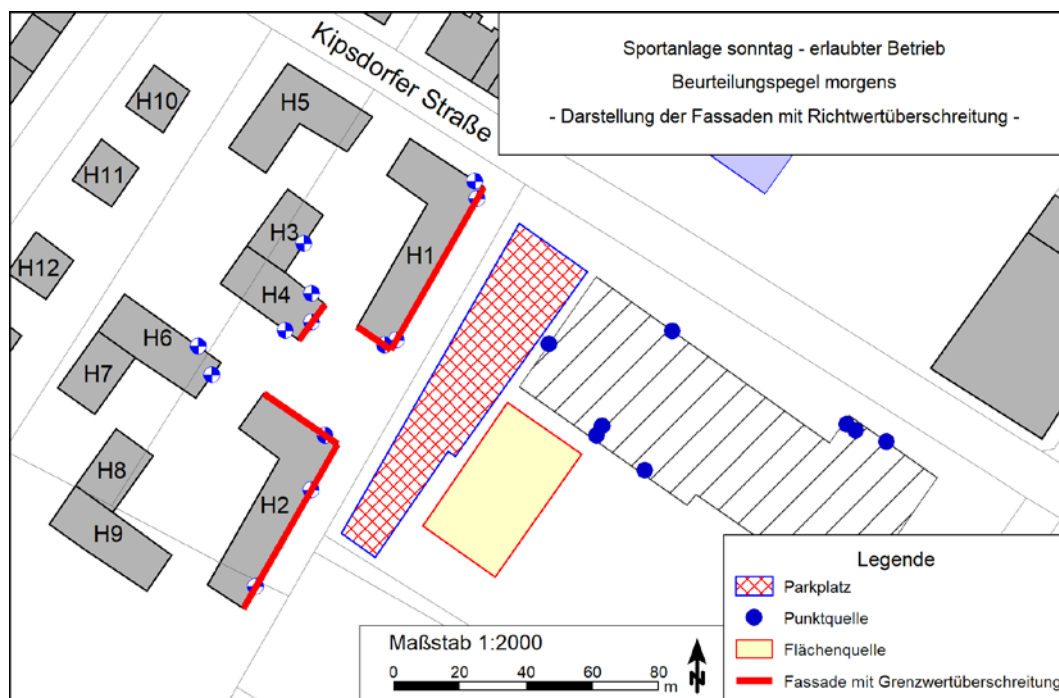 Sportanlage sonntag - erlaubter Betrieb
Beurteilungspegel morgens
- Darstellung der Fassaden mit Richtwertüberschreitung -
Kipsdorfer Straße
H10
H5
H11
H3
H1
H12
H4
H6
H7
H8
H2
H9
Maßstab 1:2000
0 20 40 60 80
m
N
Legende
Parkplatz
Punktquelle
Flächenquelle
Fassade mit Grenzwertüberschreitung